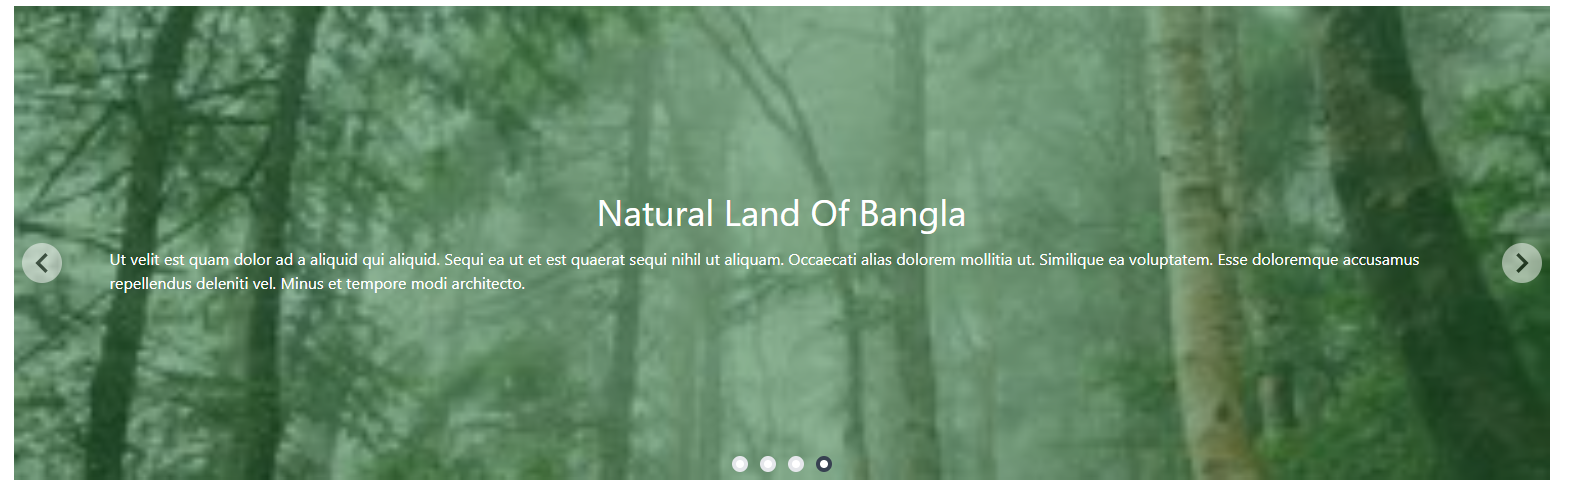 Natural Land Of Bangla
Ut velit est quam dolor ad a aliquid qui aliquid. Sequi ea ut et est quaerat sequi nihil ut aliquam. Occaecati alias dolorem mollitia ut. Similique ea voluptatem. Esse doloremque accusamus
repellendus deleniti vel. Minus et tempore modi architecto.